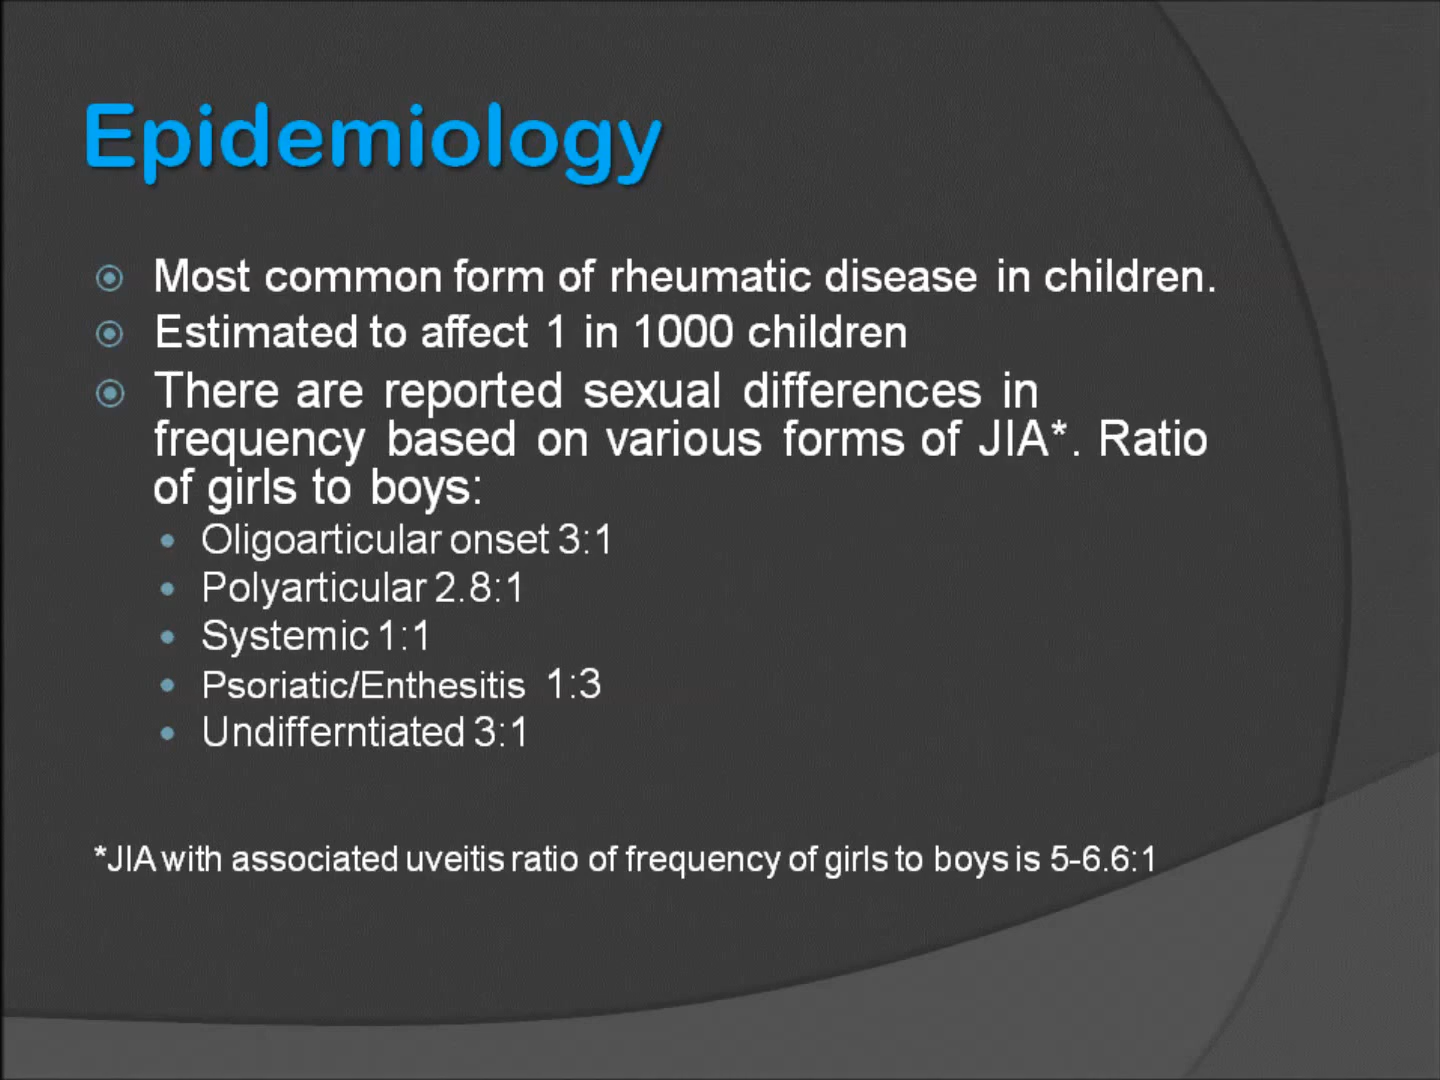 Epidemiology
Most common form of rheumatic disease in children.
Estimated to affect 1 in 1000 children
There are reported sexual differences in
frequency based on various forms of JIA*. Ratio
of girls to boys:
Oligoarticular onset 3:1
Polyarticular 2.8:1
Systemic 1:1
Psoriatic/Enthesitis 1:3
Undifferntiated 3:1
*JIA with associated uveitis ratio of frequency of girls to boys is 5-6.6:1